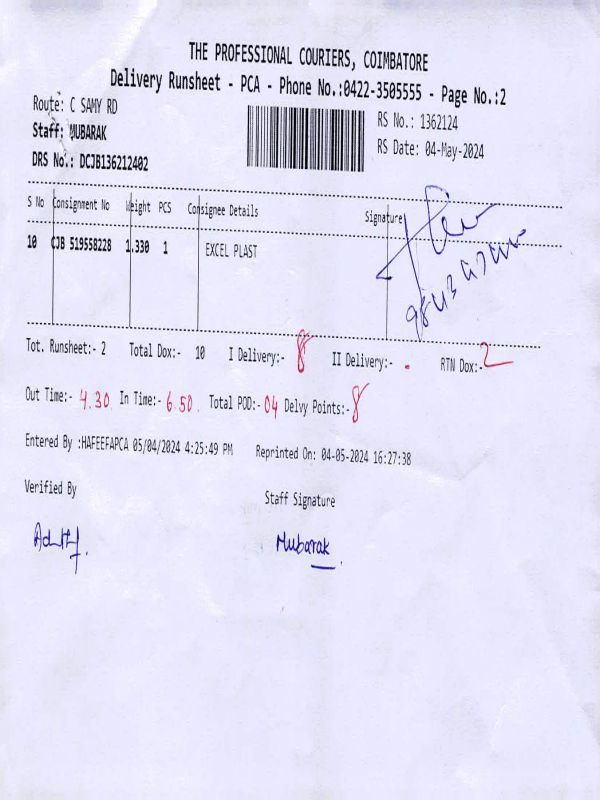 THE PROFESSIONAL COURIERS, COIMBATORE
Delivery Runsheet - PCA - Phone No.:0422-3505555 - Page No.:2
Route: C SAMY RD
RS No.: 1362124
Staff: MUBARAK
RS Date: 04-May-2024
DRS No.: DCJB136212402
S No Consignment No Weight PCS Consignee Details Signature
10 CJB 519558228 1.330 1 EXCEL PLAST
Tot. Runsheet:- 2 Total Dox:- 10 I Delivery:- 8 II Delivery:- . RTN Dox:- 2
Out Time:- 4.30 In Time:- 6.50. Total POD:- 04 Delvy Points:- 8
Entered By :HAFEEFAPCA 05/04/2024 4:25:49 PM Reprinted On: 04-05-2024 16:27:38
Verified By
Staff Signature
Mubarak